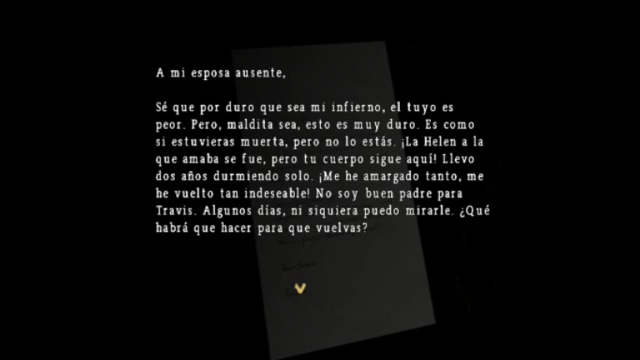 A mi esposa ausente,
Sé que por duro que sea mi infierno, el tuyo es
peor. Pero, maldita sea, esto es muy duro. Es como
si estuvieras muerta, pero no lo estás. ¡La Helen a la
que amaba se fue, pero tu cuerpo sigue aquí! Llevo
dos años durmiendo solo. ¡Me he amargado tanto, me
he vuelto tan indeseable! No soy buen padre para
Travis. Algunos días, ni siquiera puedo mirarle. ¿Qué
habrá que hacer para que vuelvas?